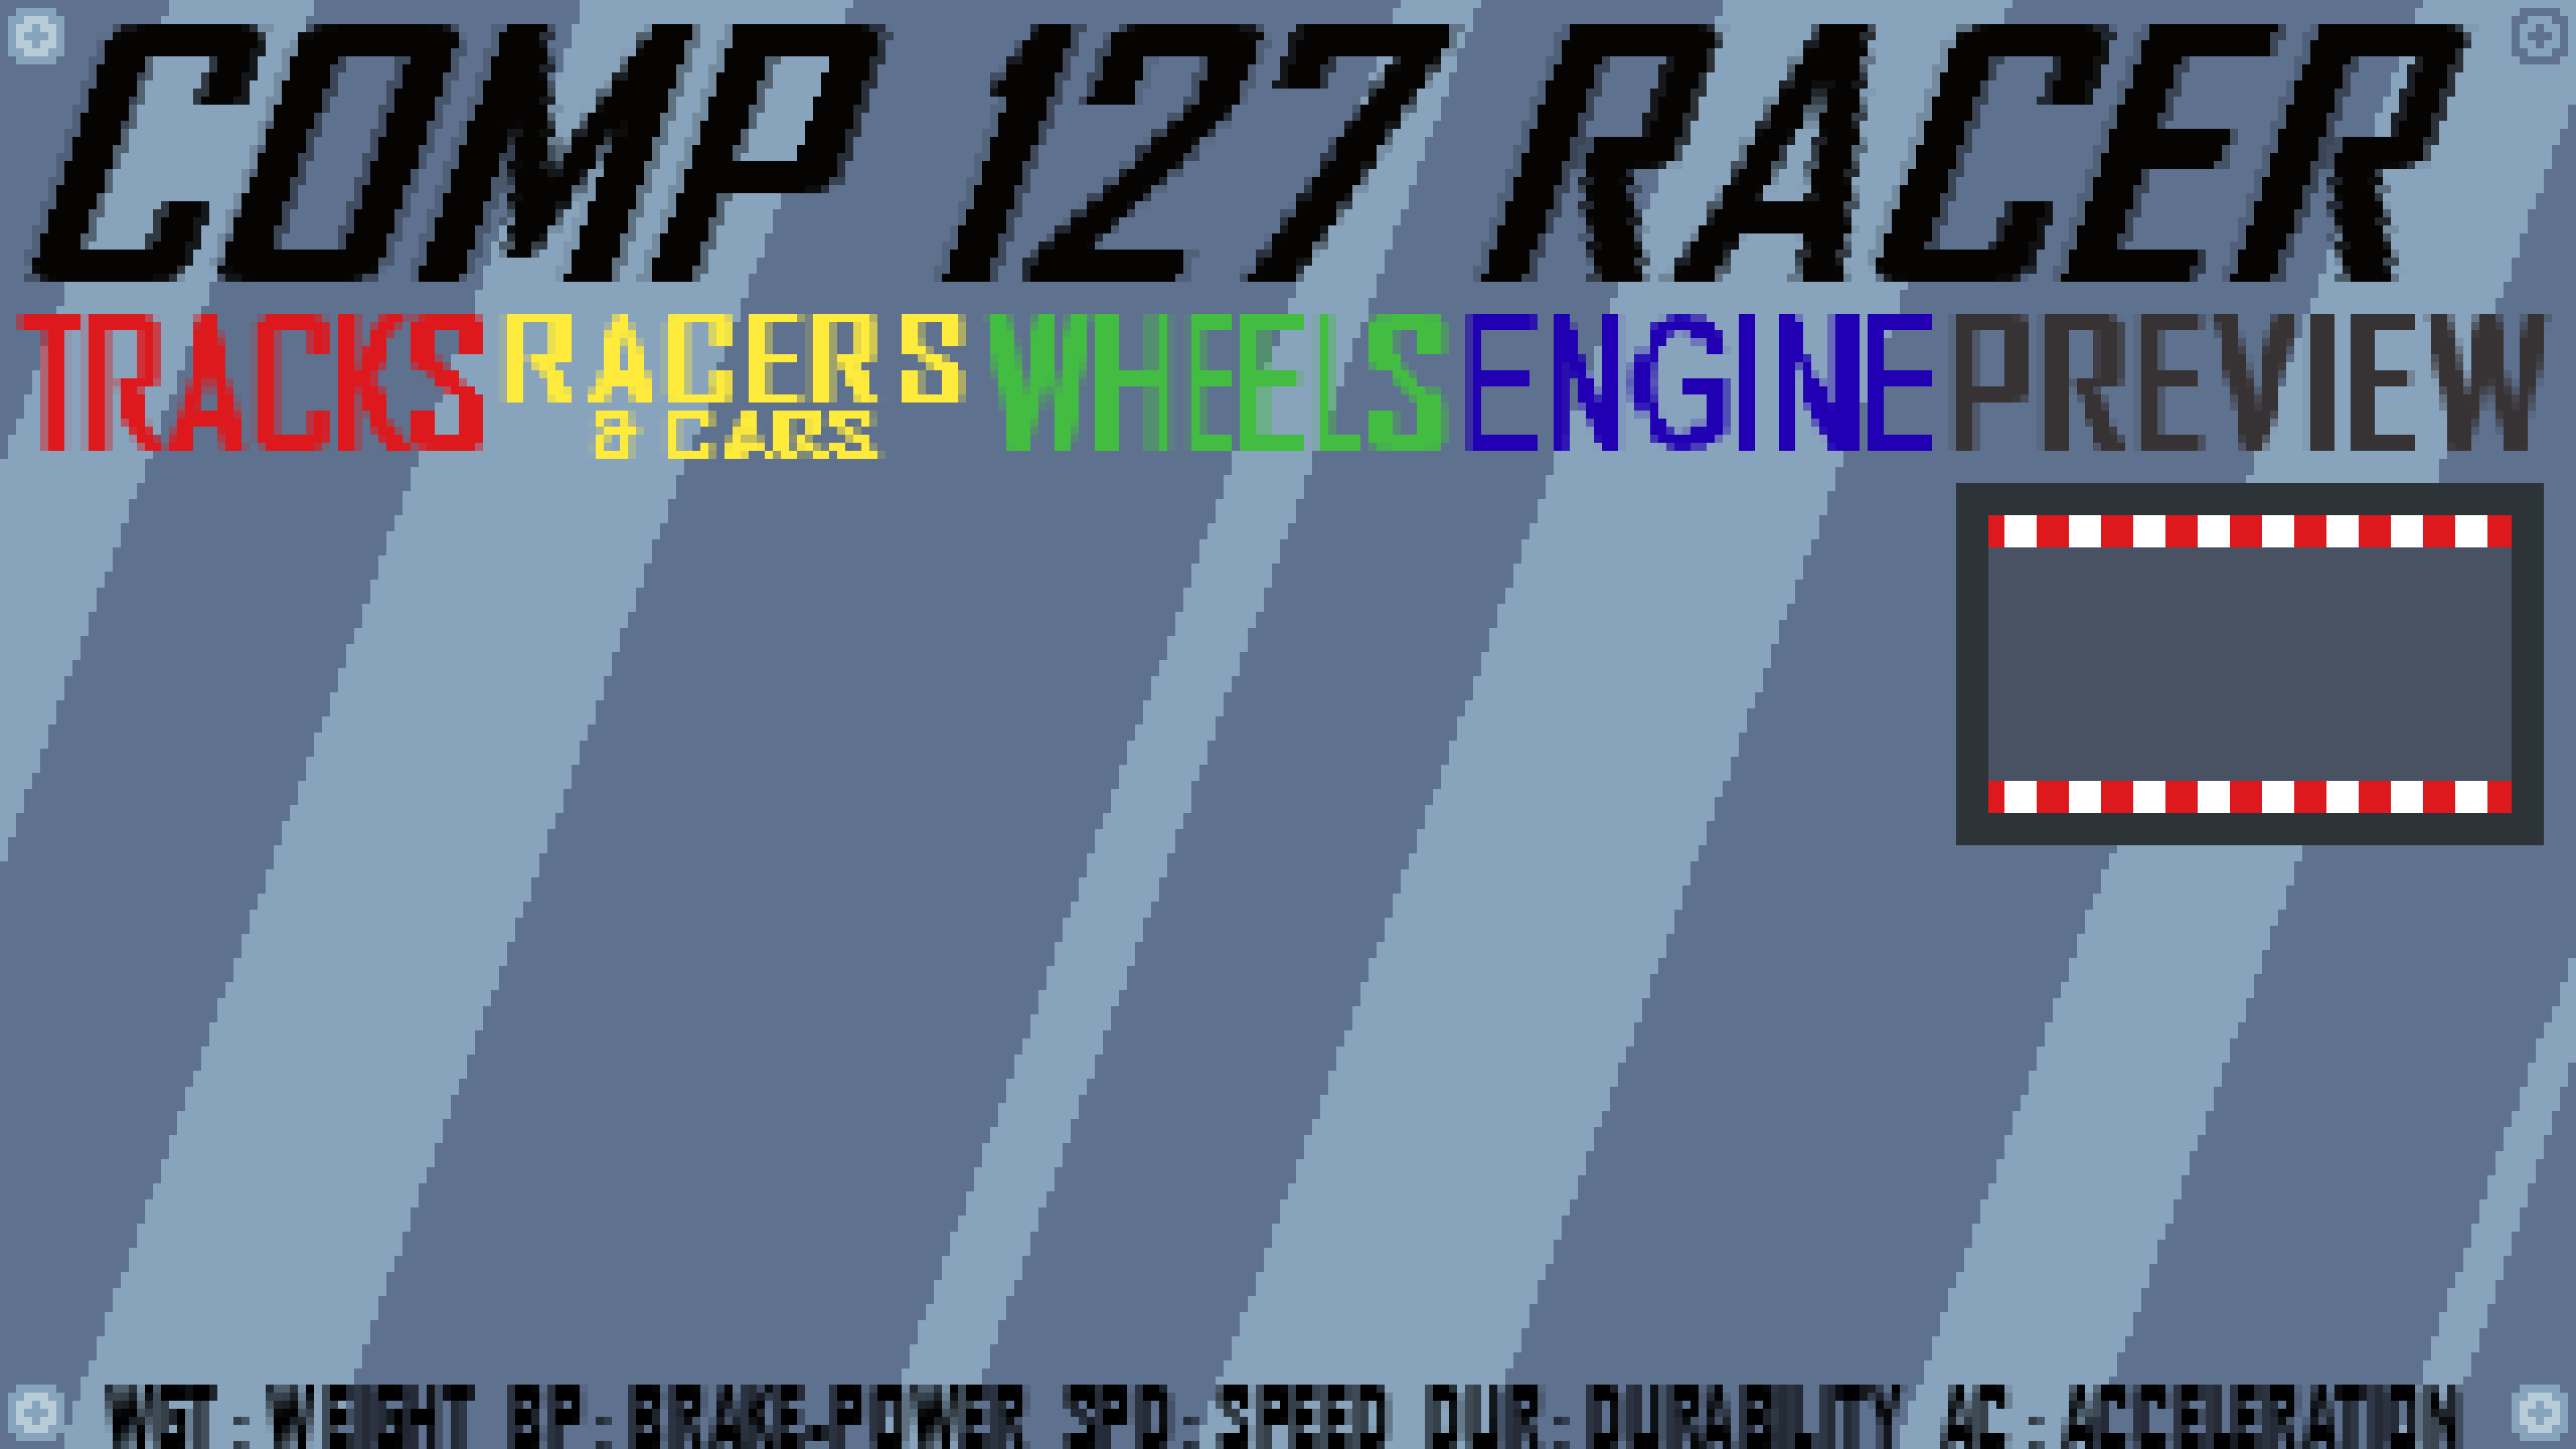 COMP 127 RACER
TRACKS RACERS & CARS WHEELS ENGINE PREVIEW
WGT: WEIGHT BP: BRAKE-POWER SPD: SPEED DUR: DURABILITY AC: ACCELERATION